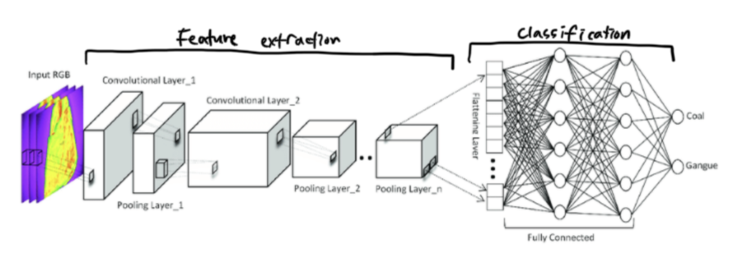 Feature extraction
Classification
Input RGB
Convolutional Layer_1
Convolutional Layer_2
Flattening Layer
Coal
Gangue
Pooling Layer_1
Pooling Layer_2
Pooling Layer_n
Fully Connected